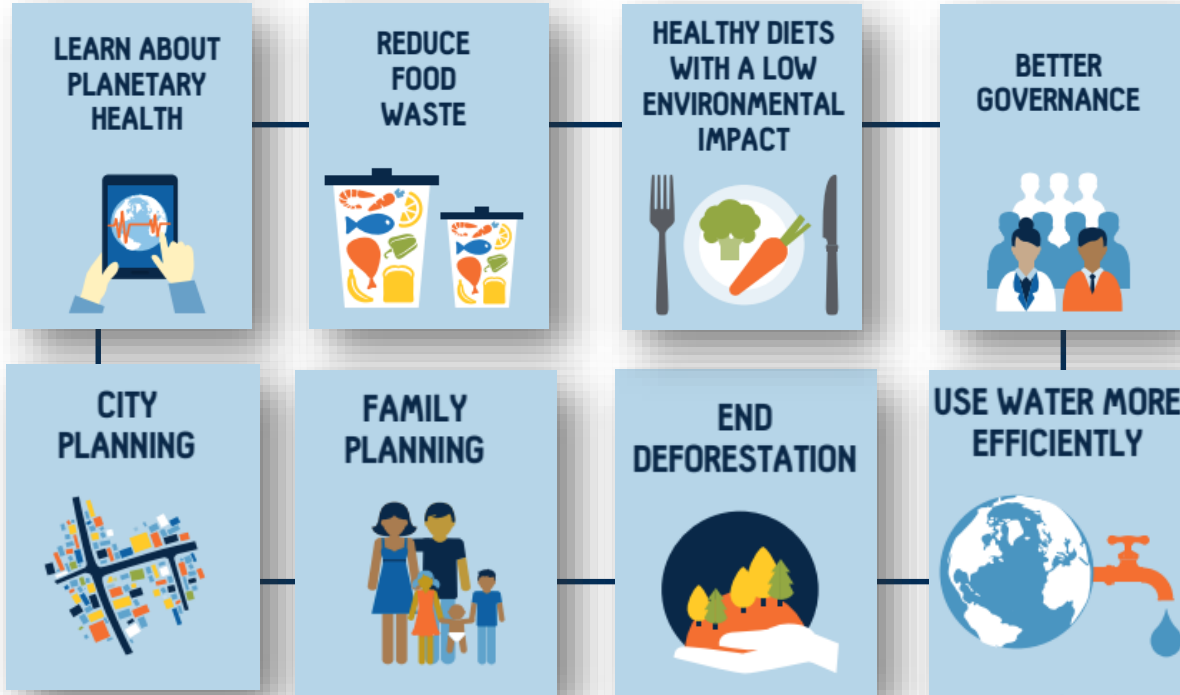 LEARN ABOUT
PLANETARY
HEALTH
REDUCE
FOOD
WASTE
HEALTHY DIETS
WITH A LOW
ENVIRONMENTAL
IMPACT
BETTER
GOVERNANCE
CITY
PLANNING
FAMILY
PLANNING
END
DEFORESTATION
USE WATER MORE
EFFICIENTLY